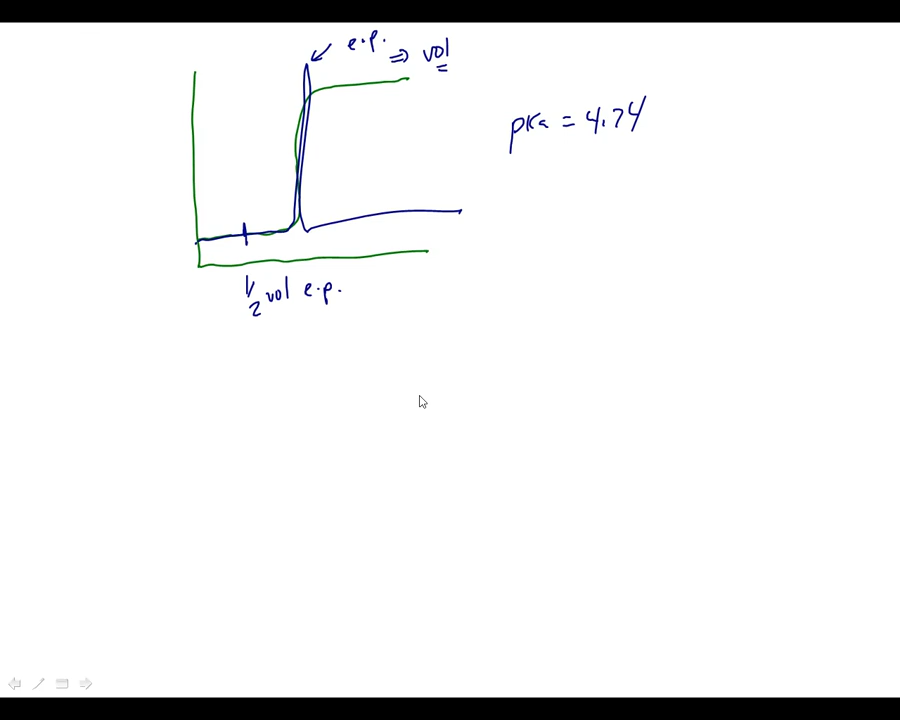 e.p. ⇒ vol
pKa = 4.74
1/2 vol e.p.